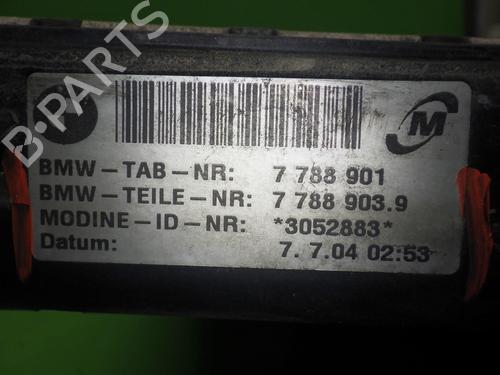 B-PARTS
M
BMW-TAB-NR: 7 788 901
BMW-TEILE-NR: 7 788 903.9
MODINE-ID-NR: *3052883*
Datum: 7. 7.04 02:53